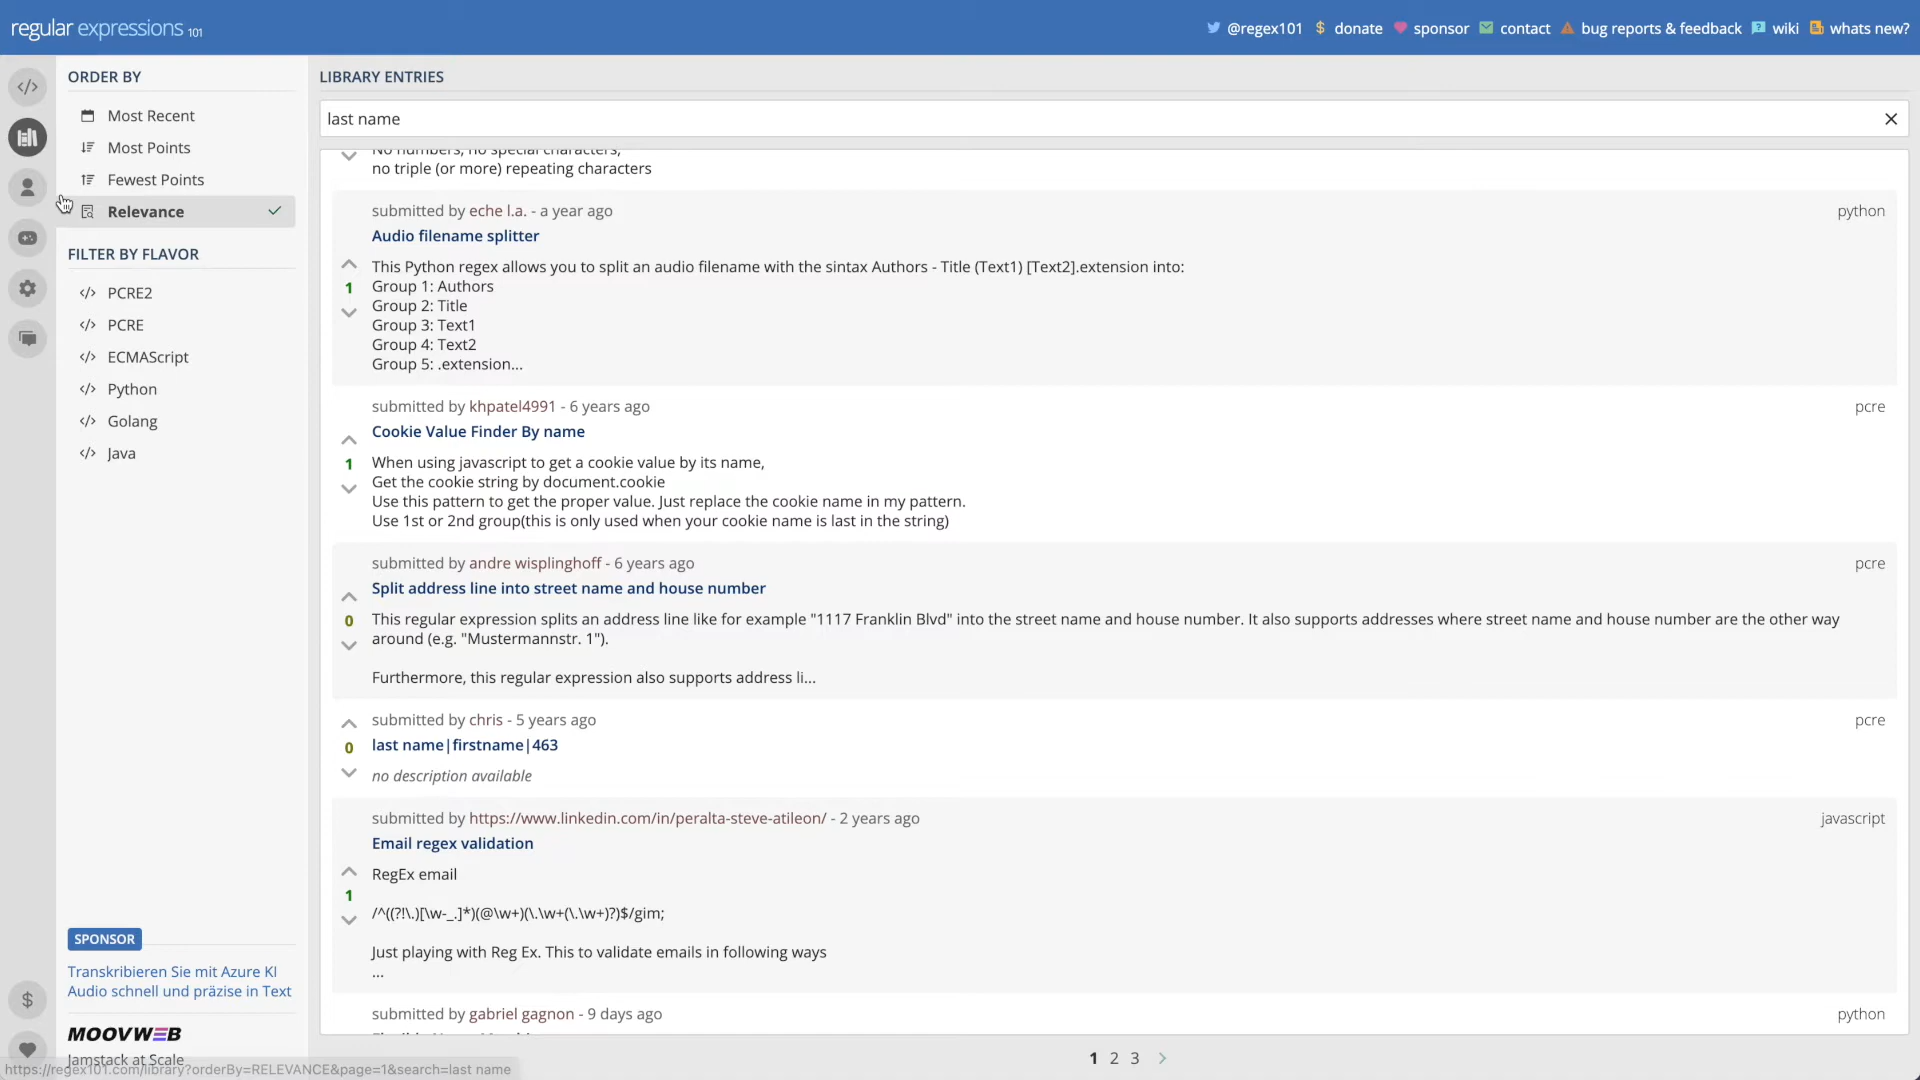 regular expressions 101
@regex101
donate
sponsor
contact
bug reports & feedback
wiki
whats new?
ORDER BY
Most Recent
Most Points
Fewest Points
Relevance
FILTER BY FLAVOR
PCRE2
PCRE
ECMAScript
Python
Golang
Java
SPONSOR
Transkribieren Sie mit Azure KI
Audio schnell und präzise in Text
MOOVWEB
Jamstack at Scale
https://regex101.com/library?orderBy=RELEVANCE&page=1&search=last name
LIBRARY ENTRIES
last name
No numbers, no special characters,
no triple (or more) repeating characters
submitted by eche l.a. - a year ago
python
Audio filename splitter
1
This Python regex allows you to split an audio filename with the sintax Authors - Title (Text1) [Text2].extension into:
Group 1: Authors
Group 2: Title
Group 3: Text1
Group 4: Text2
Group 5: .extension...
submitted by khpatel4991 - 6 years ago
pcre
Cookie Value Finder By name
1
When using javascript to get a cookie value by its name,
Get the cookie string by document.cookie
Use this pattern to get the proper value. Just replace the cookie name in my pattern.
Use 1st or 2nd group(this is only used when your cookie name is last in the string)
submitted by andre wisplinghoff - 6 years ago
pcre
Split address line into street name and house number
0
This regular expression splits an address line like for example "1117 Franklin Blvd" into the street name and house number. It also supports addresses where street name and house number are the other way
around (e.g. "Mustermannstr. 1").
Furthermore, this regular expression also supports address li...
submitted by chris - 5 years ago
pcre
0
last name|firstname|463
no description available
submitted by https://www.linkedin.com/in/peralta-steve-atileon/ - 2 years ago
javascript
Email regex validation
RegEx email
1
/^((?!\.)[\w-_.]*)(@\w+)(\.\w+(\.\w+)?)$/gim;
Just playing with Reg Ex. This to validate emails in following ways
...
submitted by gabriel gagnon - 9 days ago
python
1 2 3